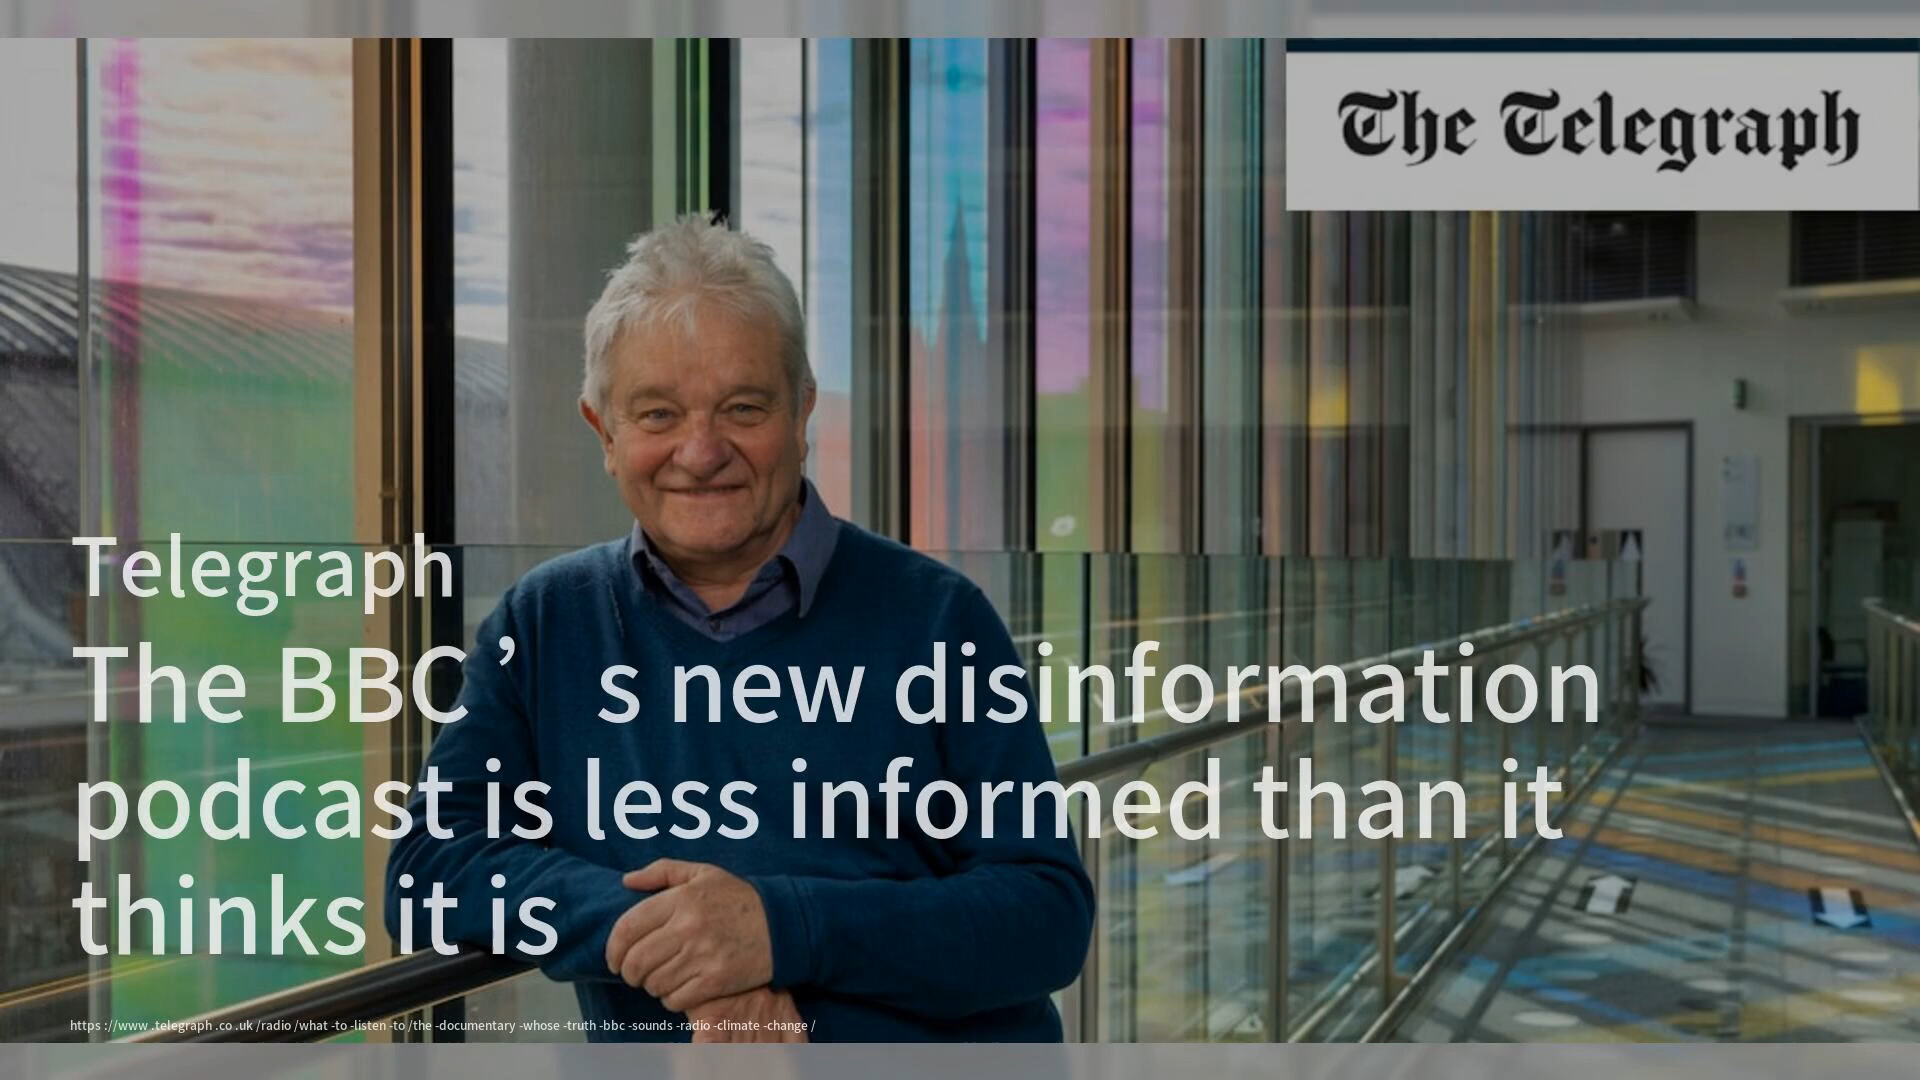 The Telegraph
Telegraph
The BBC’s new disinformation
podcast is less informed than it
thinks it is
https://www.telegraph.co.uk/radio/what-to-listen-to/the-documentary-whose-truth-bbc-sounds-radio-climate-change/